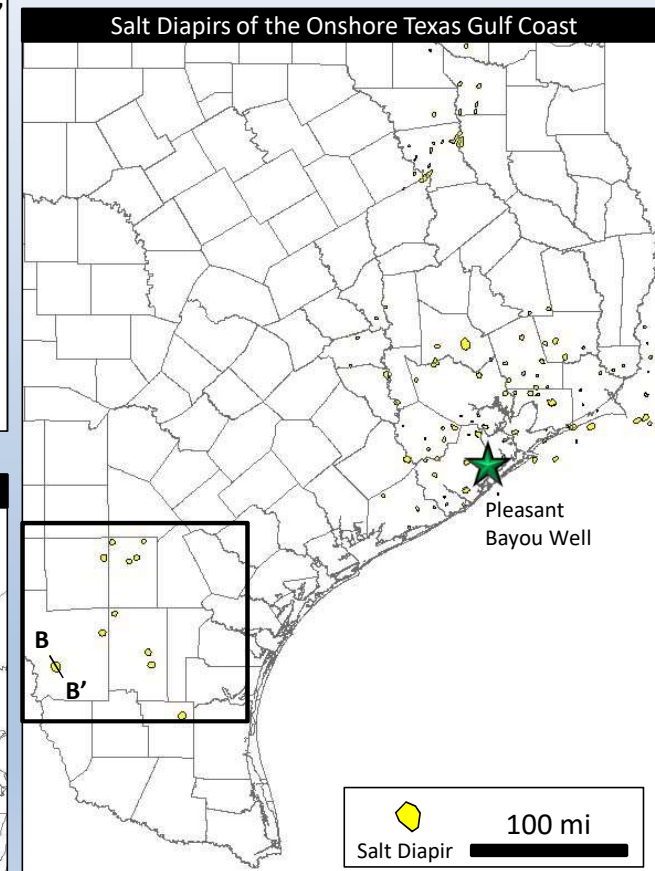 Salt Diapirs of the Onshore Texas Gulf Coast
Pleasant
Bayou Well
B
B'
Salt Diapir
100 mi